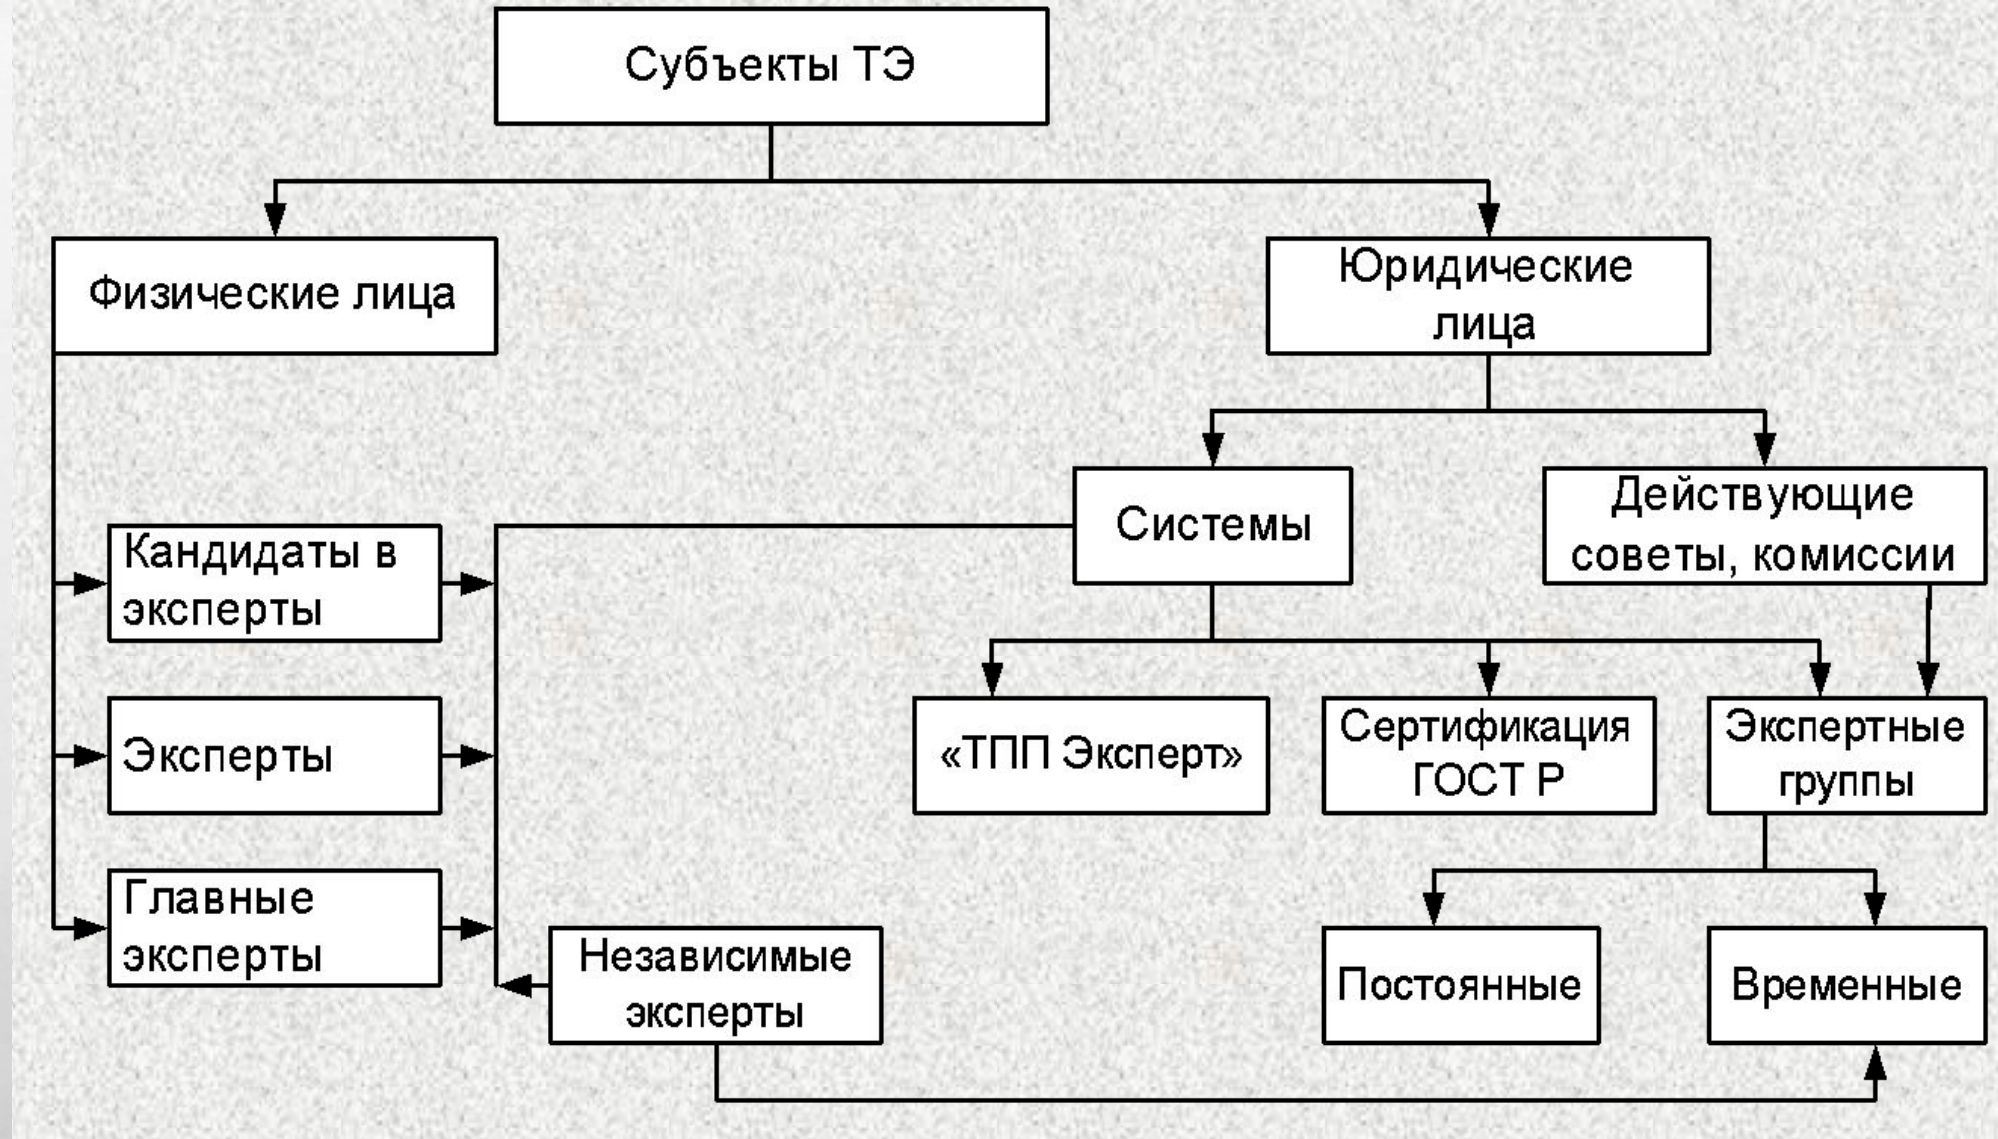 Субъекты ТЭ
Физические лица
Юридические
лица
Системы
Действующие
советы, комиссии
Кандидаты в
эксперты
Эксперты
«ТПП Эксперт»
Сертификация
ГОСТ Р
Экспертные
группы
Главные
эксперты
Независимые
эксперты
Постоянные
Временные